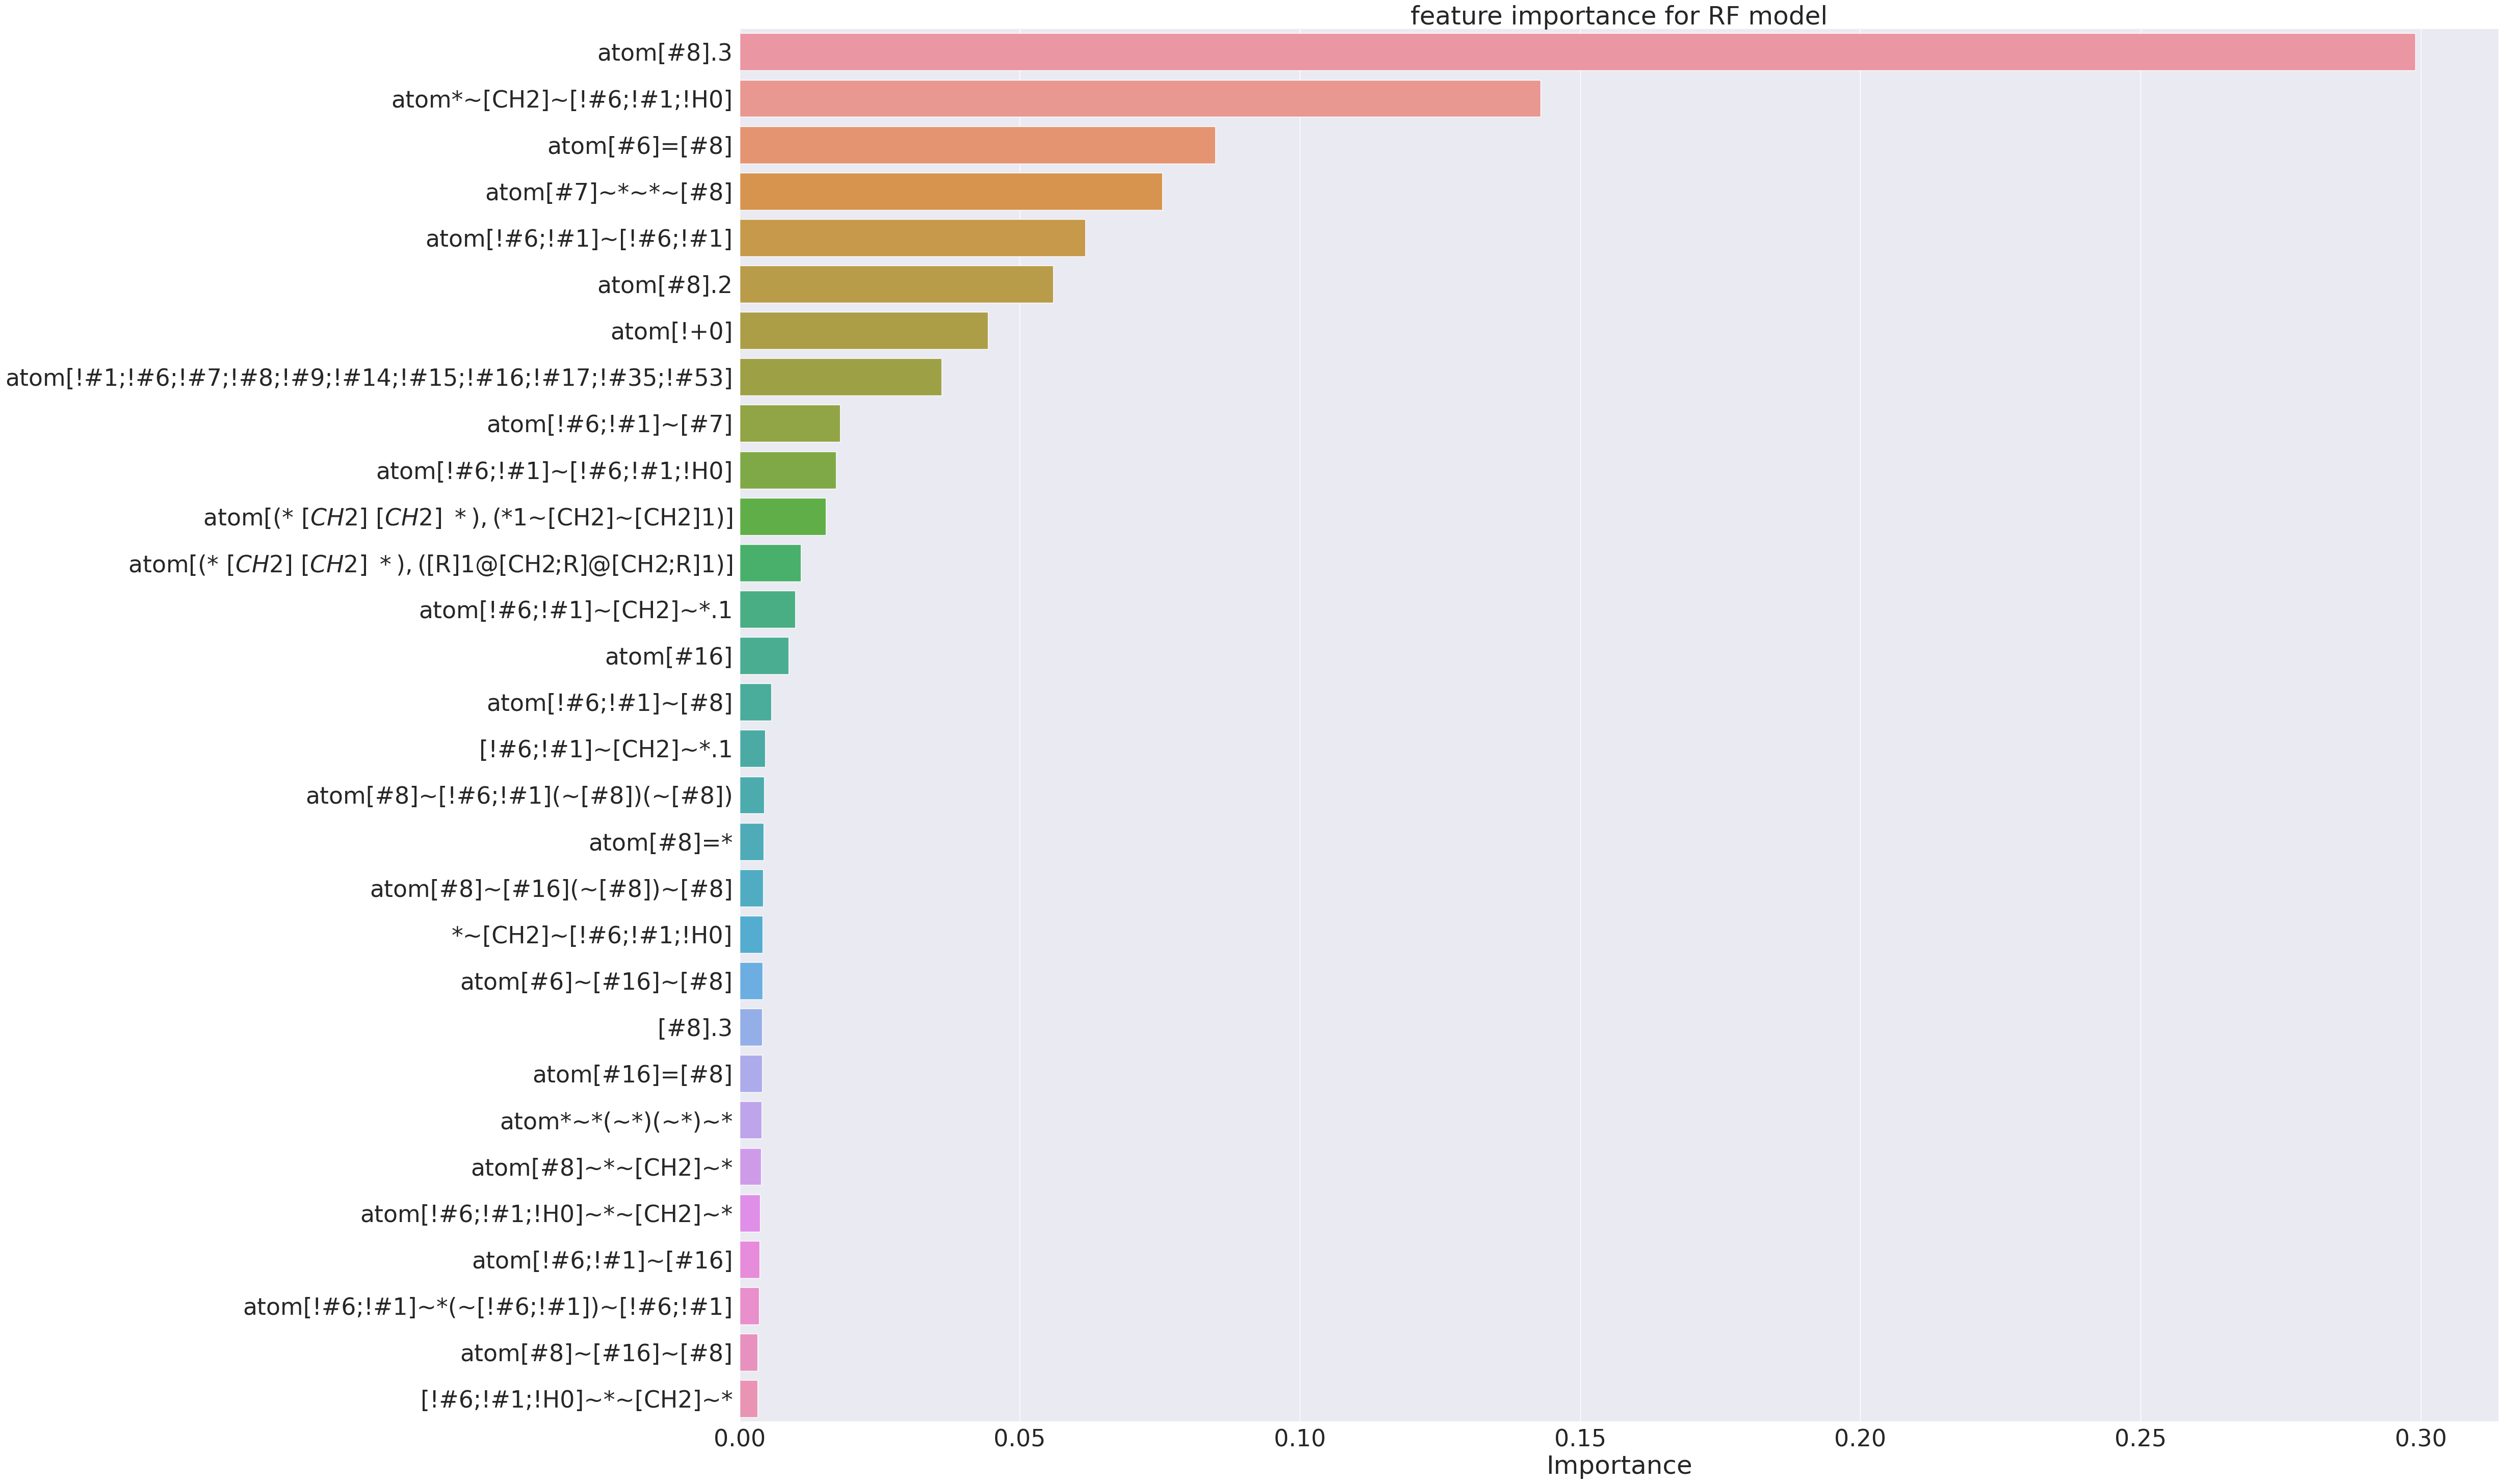 feature importance for RF model
atom[#8].3
atom*~[CH2]~[!#6;!#1;!H0]
atom[#6]=[#8]
atom[#7]~*~*~[#8]
atom[!#6;!#1]~[!#6;!#1]
atom[#8].2
atom[!+0]
atom[!#1;!#6;!#7;!#8;!#9;!#14;!#15;!#16;!#17;!#35;!#53]
atom[!#6;!#1]~[#7]
atom[!#6;!#1]~[!#6;!#1;!H0]
atom[(* [CH2] [CH2] *),(*1~[CH2]~[CH2]1)]
atom[(* [CH2] [CH2] *),([R]1@[CH2;R]@[CH2;R]1)]
atom[!#6;!#1]~[CH2]~*.1
atom[#16]
atom[!#6;!#1]~[#8]
[!#6;!#1]~[CH2]~*.1
atom[#8]~[!#6;!#1](~[#8])(~[#8])
atom[#8]=*
atom[#8]~[#16](~[#8])~[#8]
*~[CH2]~[!#6;!#1;!H0]
atom[#6]~[#16]~[#8]
[#8].3
atom[#16]=[#8]
atom*~*(~*)(~*)~*
atom[#8]~*~[CH2]~*
atom[!#6;!#1;!H0]~*~[CH2]~*
atom[!#6;!#1]~[#16]
atom[!#6;!#1]~*(~[!#6;!#1])~[!#6;!#1]
atom[#8]~[#16]~[#8]
[!#6;!#1;!H0]~*~[CH2]~*
0.00 0.05 0.10 0.15 0.20 0.25 0.30
Importance